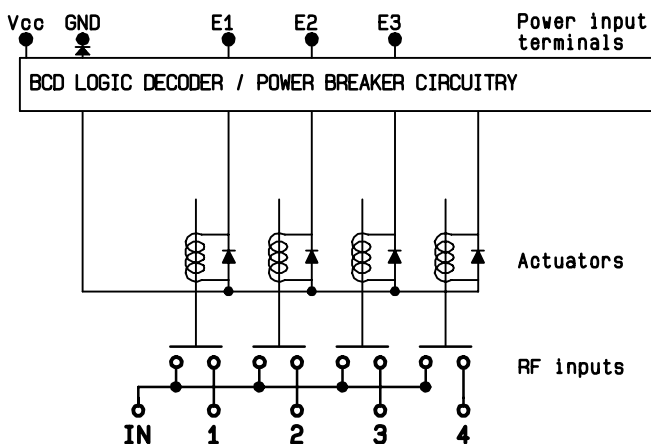 Vcc GND E1 E2 E3 Power input
terminals
BCD LOGIC DECODER / POWER BREAKER CIRCUITRY
Actuators
RF inputs
IN 1 2 3 4